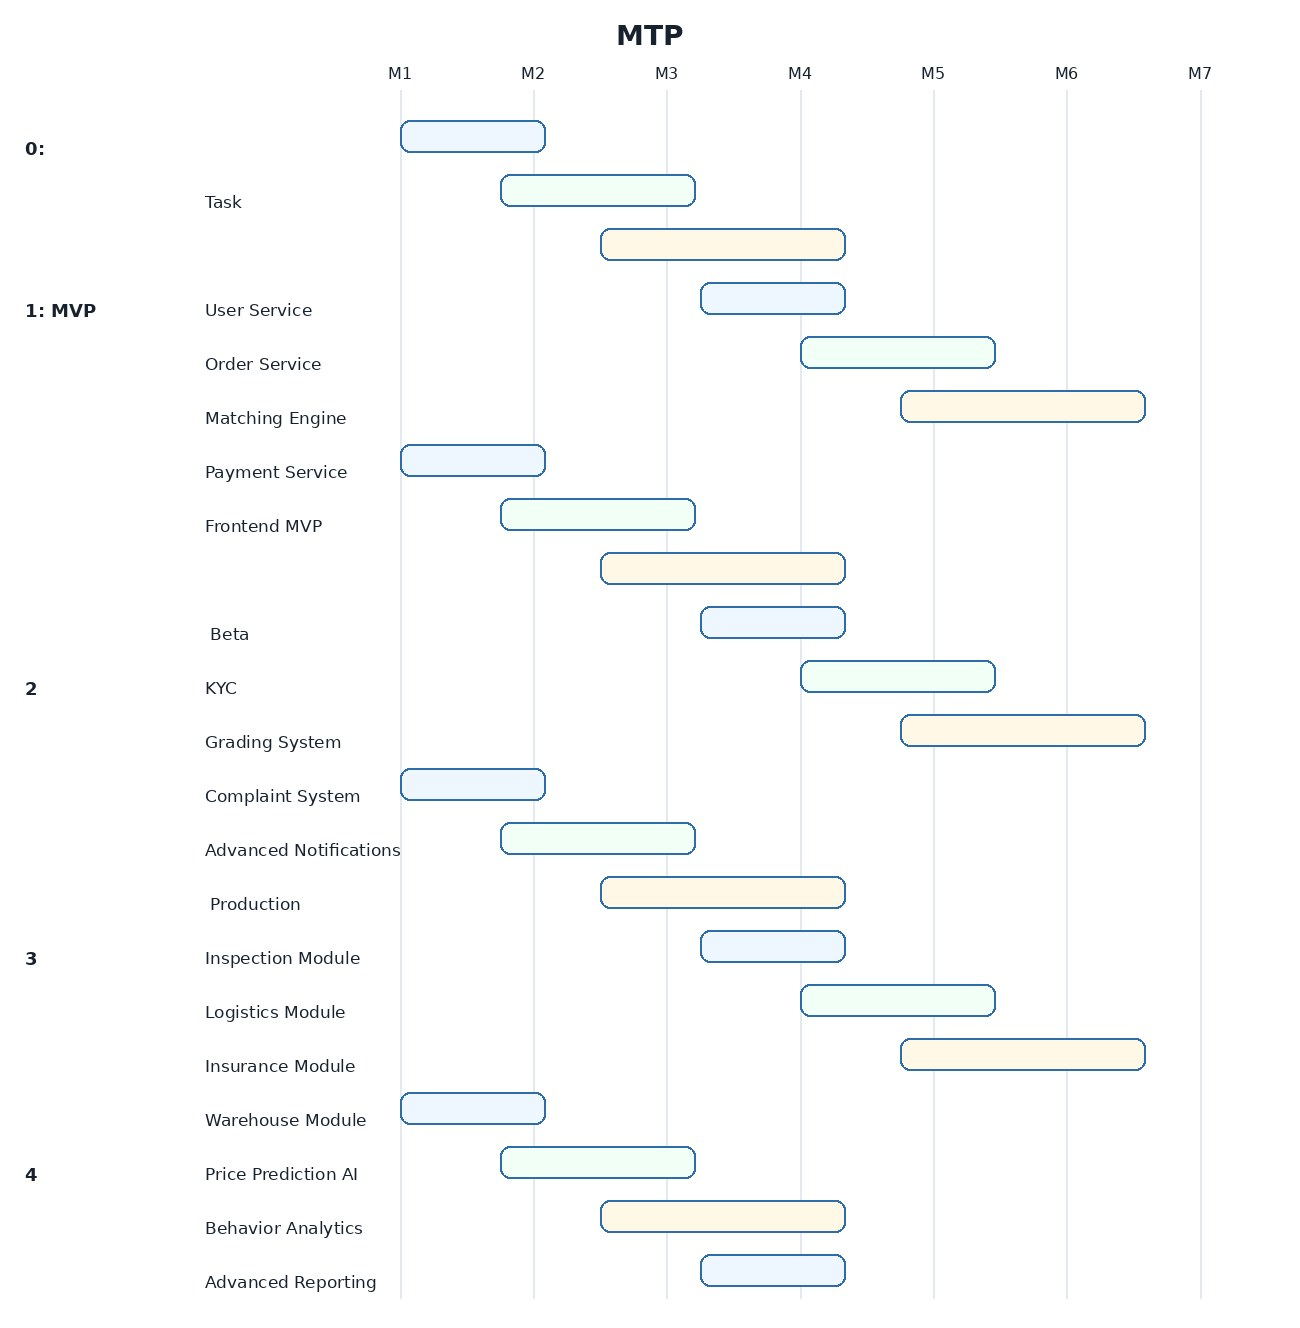 MTP
M1 M2 M3 M4 M5 M6 M7
0:
Task
1: MVP User Service
Order Service
Matching Engine
Payment Service
Frontend MVP
Beta
2 KYC
Grading System
Complaint System
Advanced Notifications
Production
3 Inspection Module
Logistics Module
Insurance Module
Warehouse Module
4 Price Prediction AI
Behavior Analytics
Advanced Reporting